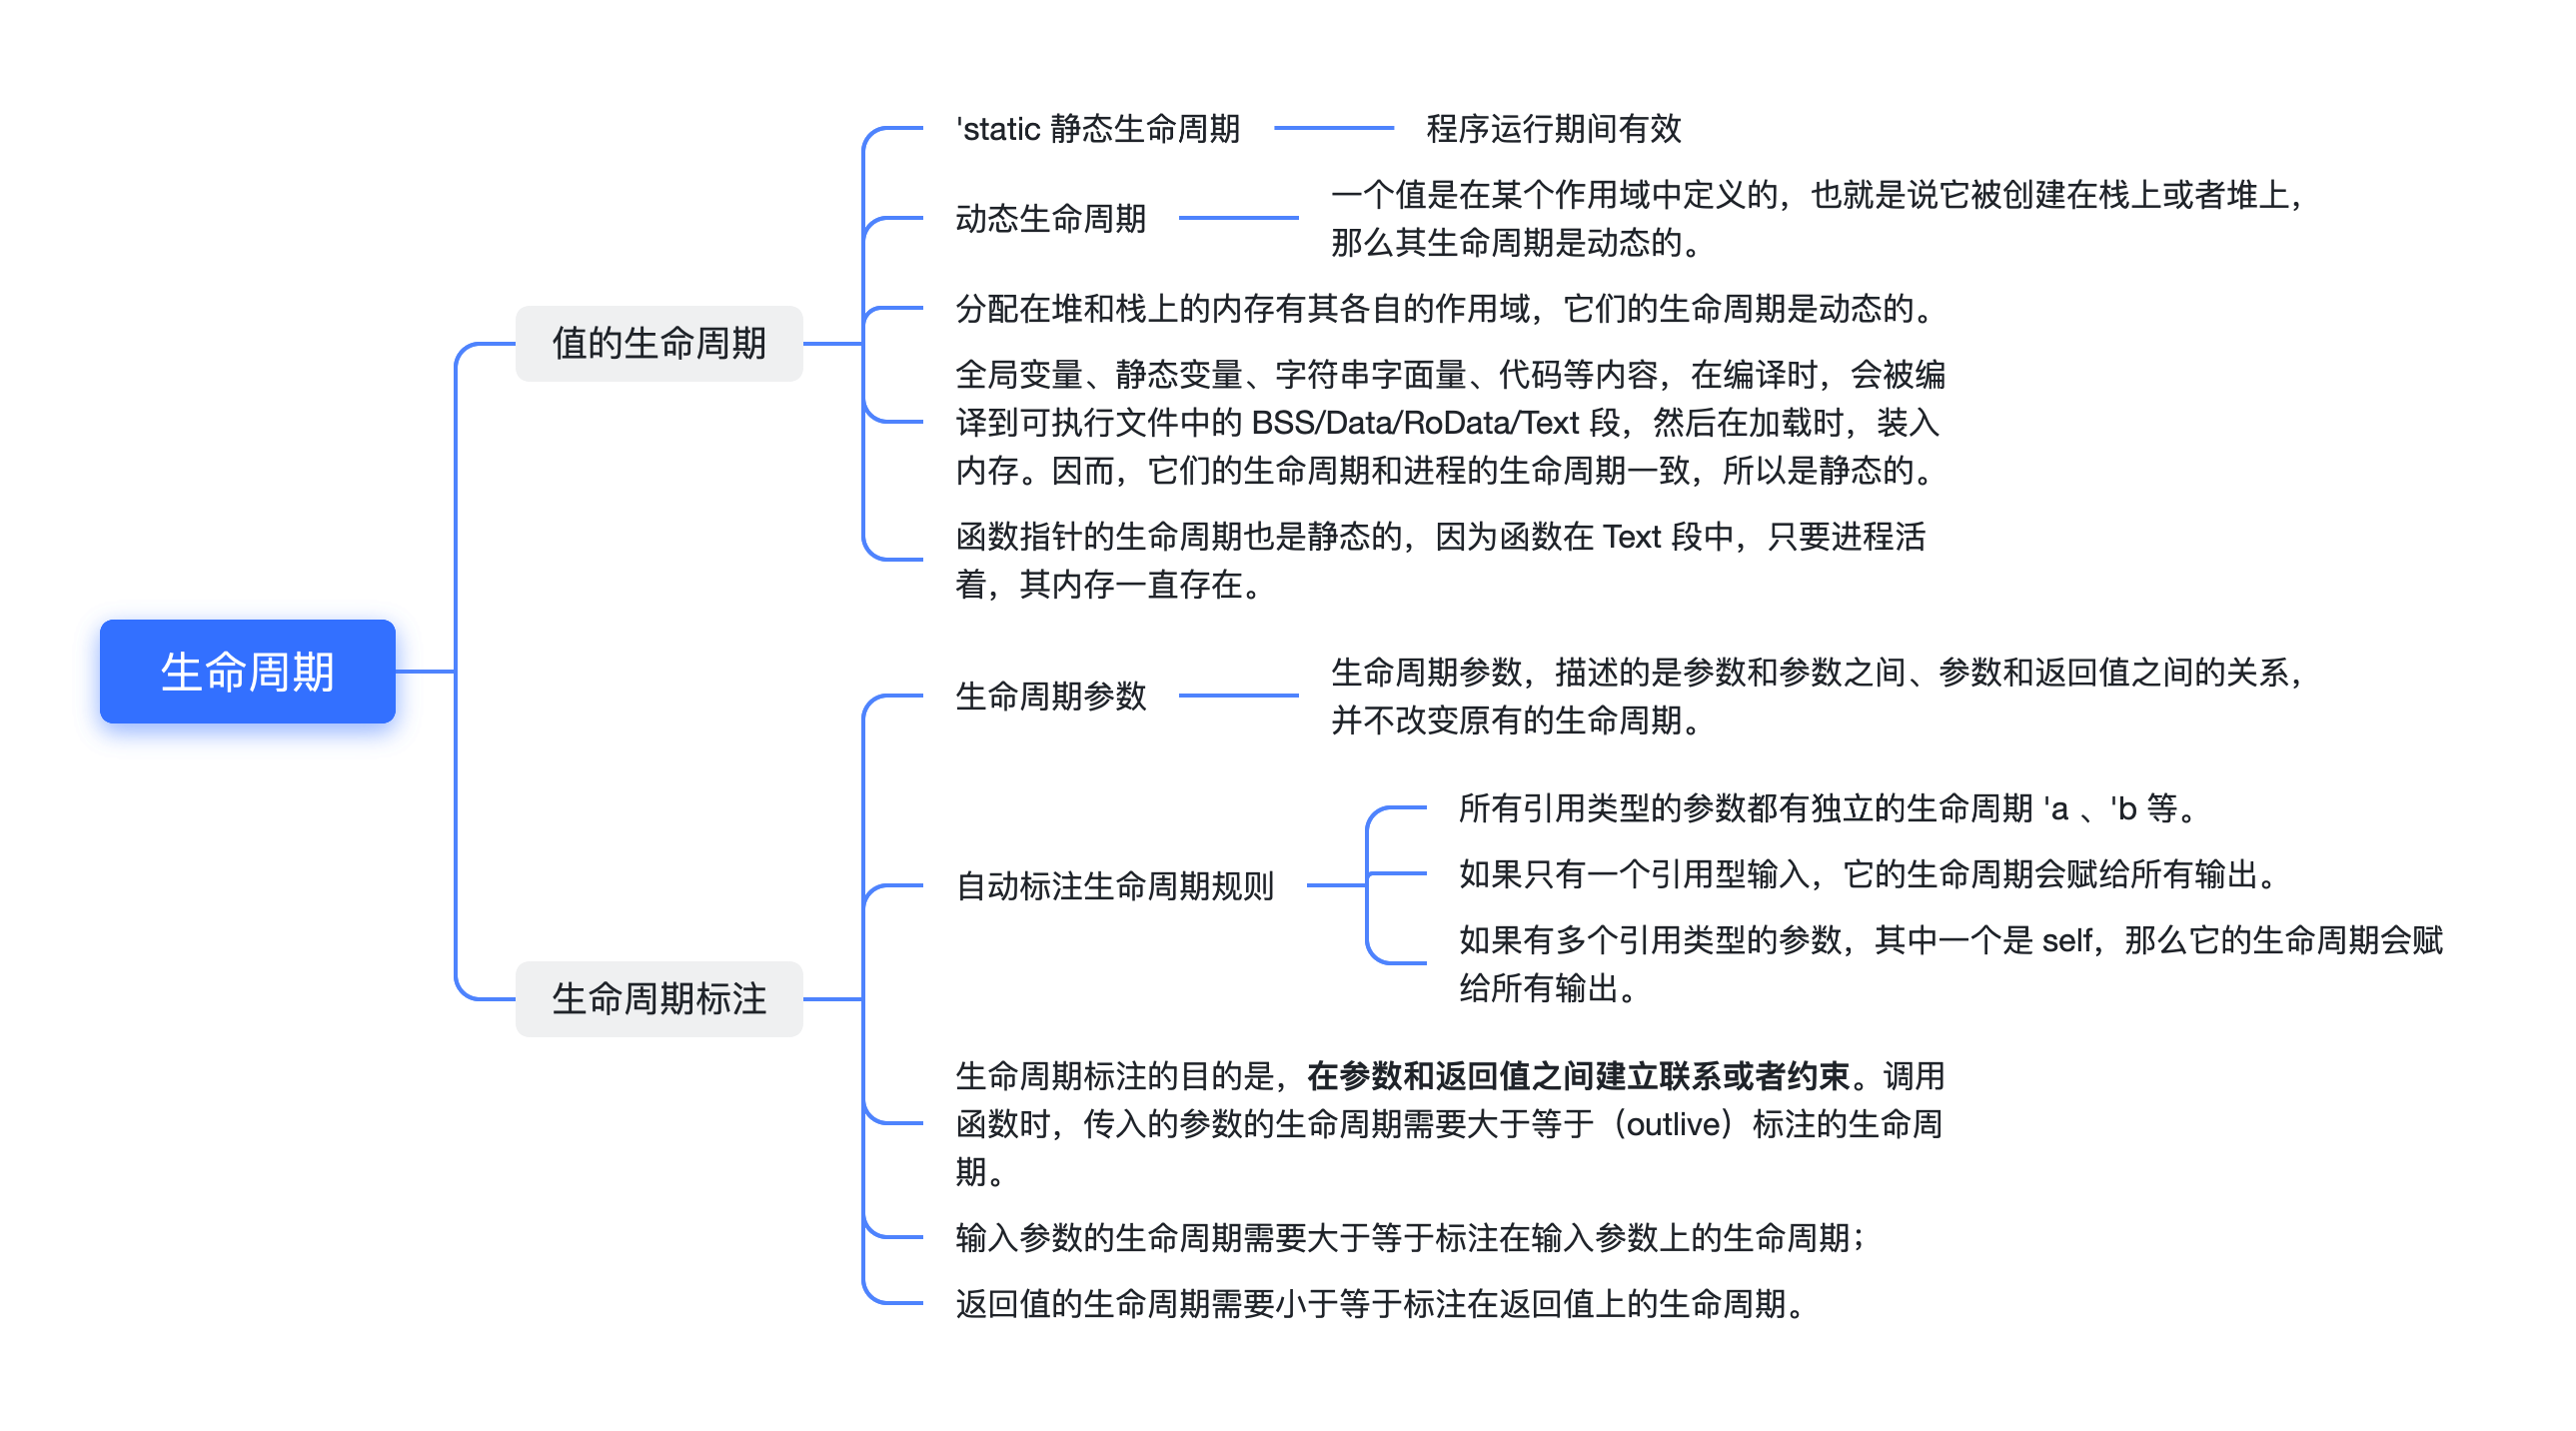 生命周期
值的生命周期
'static 静态生命周期
程序运行期间有效
动态生命周期
一个值是在某个作用域中定义的，也就是说它被创建在栈上或者堆上，
那么其生命周期是动态的。
分配在堆和栈上的内存有其各自的作用域，它们的生命周期是动态的。
全局变量、静态变量、字符串字面量、代码等内容，在编译时，会被编
译到可执行文件中的 BSS/Data/RoData/Text 段，然后在加载时，装入
内存。因而，它们的生命周期和进程的生命周期一致，所以是静态的。
函数指针的生命周期也是静态的，因为函数在 Text 段中，只要进程活
着，其内存一直存在。
生命周期标注
生命周期参数
生命周期参数，描述的是参数和参数之间、参数和返回值之间的关系，
并不改变原有的生命周期。
自动标注生命周期规则
所有引用类型的参数都有独立的生命周期 'a 、'b 等。
如果只有一个引用型输入，它的生命周期会赋给所有输出。
如果有多个引用类型的参数，其中一个是 self，那么它的生命周期会赋
给所有输出。
生命周期标注的目的是，在参数和返回值之间建立联系或者约束。调用
函数时，传入的参数的生命周期需要大于等于（outlive）标注的生命周
期。
输入参数的生命周期需要大于等于标注在输入参数上的生命周期；
返回值的生命周期需要小于等于标注在返回值上的生命周期。